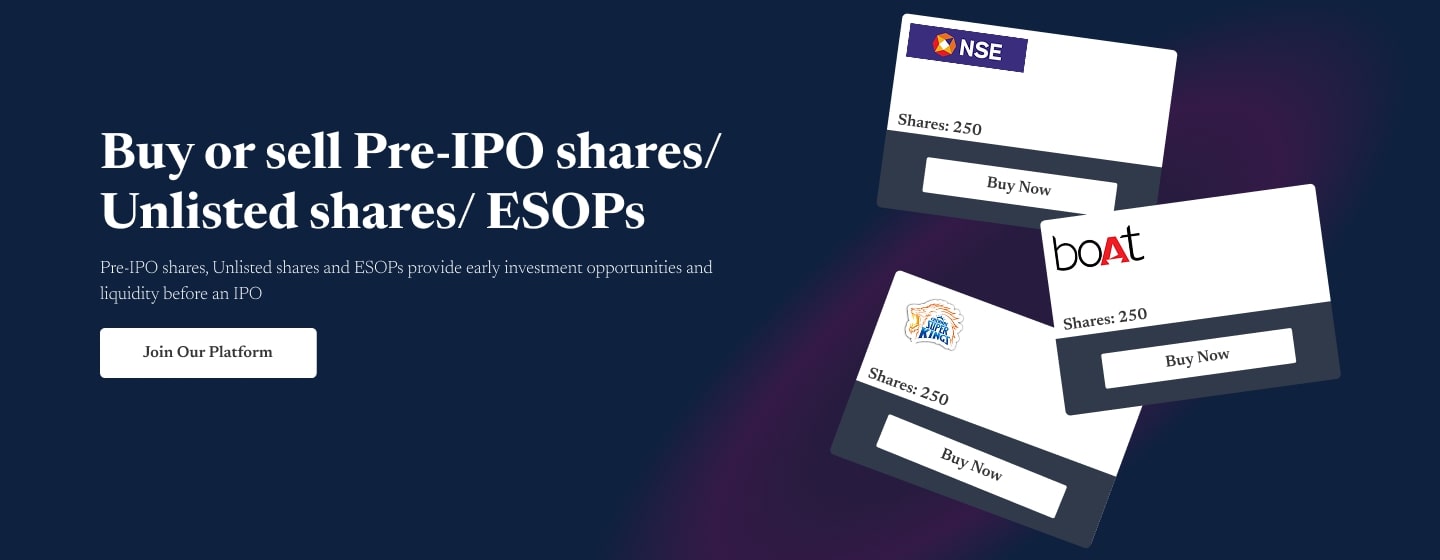 Buy or sell Pre-IPO shares/
Unlisted shares/ ESOPs
Pre-IPO shares, Unlisted shares and ESOPs provide early investment opportunities and
liquidity before an IPO
Join Our Platform
NSE
Shares: 250
Buy Now
boAt
Shares: 250
Buy Now
SUPER
KINGS
Shares: 250
Buy Now